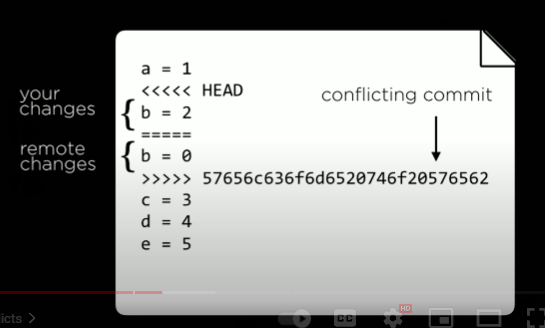 a = 1
<<<<< HEAD
your
changes
{ b = 2
=====
remote
changes
{ b = 0
>>>>> 57656c636f6d6520746f20576562
conflicting commit
c = 3
d = 4
e = 5
icts >
CC
HD